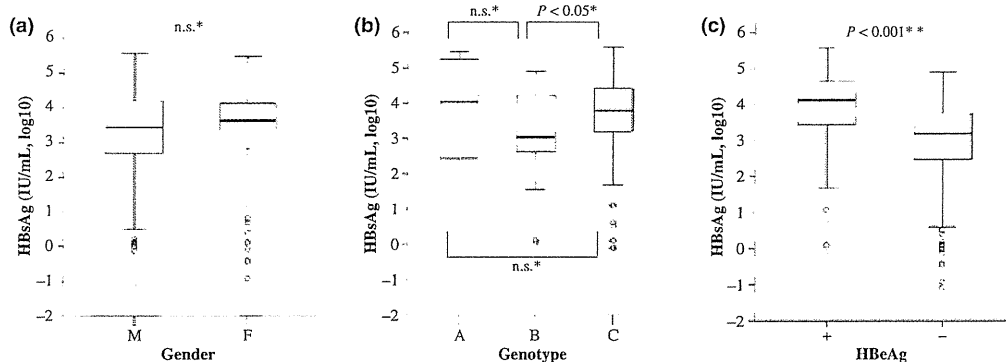 (a)
n.s.*
HBsAg (IU/mL, log10)
6
5
4
3
2
1
0
–1
–2
M
F
Gender
(b)
n.s.*
P < 0.05*
HBsAg (IU/mL, log10)
6
5
4
3
2
1
0
–1
–2
n.s.*
A
B
C
Genotype
(c)
P < 0.001**
HBsAg (IU/mL, log10)
6
5
4
3
2
1
0
–1
–2
+
–
HBeAg